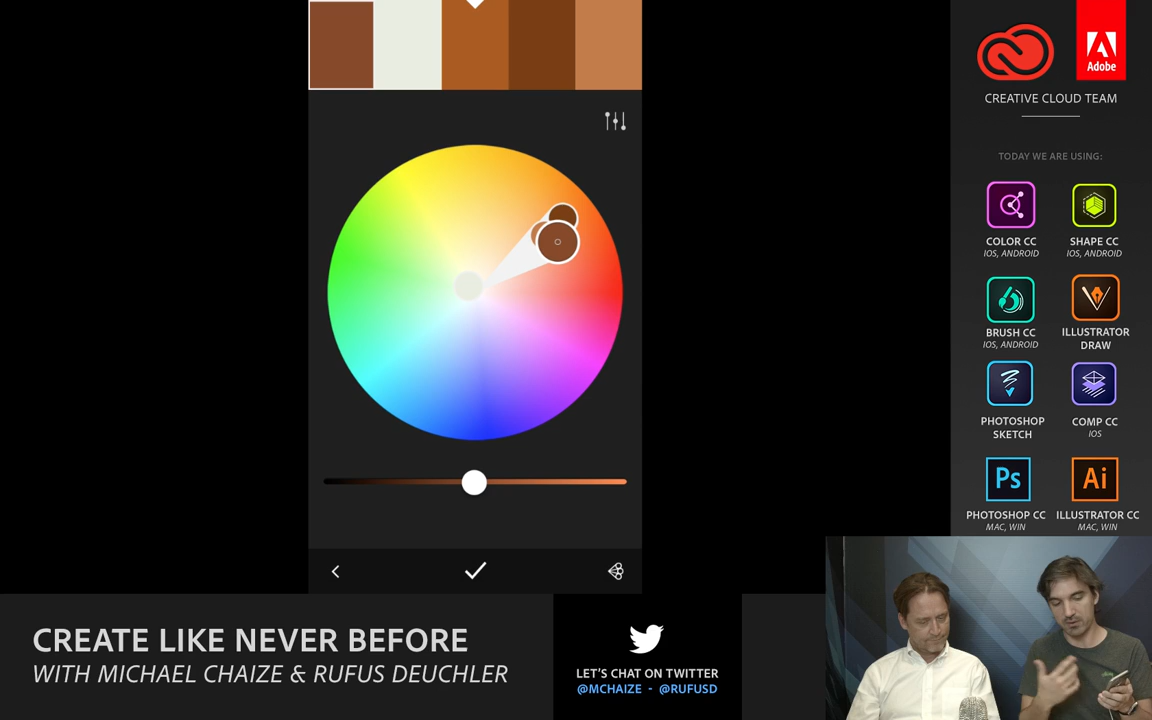 Adobe
CREATIVE CLOUD TEAM
TODAY WE ARE USING:
COLOR CC
IOS, ANDROID
SHAPE CC
IOS, ANDROID
BRUSH CC
IOS, ANDROID
ILLUSTRATOR
DRAW
PHOTOSHOP
SKETCH
COMP CC
IOS
Ps
PHOTOSHOP CC
MAC, WIN
Ai
ILLUSTRATOR CC
MAC, WIN
CREATE LIKE NEVER BEFORE
WITH MICHAEL CHAIZE & RUFUS DEUCHLER
LET'S CHAT ON TWITTER
@MCHAIZE - @RUFUSD